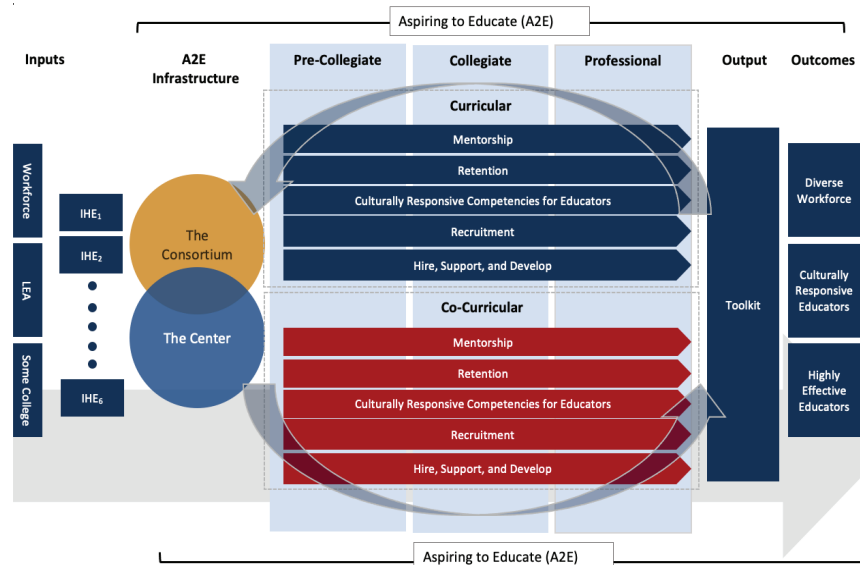 Aspiring to Educate (A2E)
Inputs
A2E
Infrastructure
Pre-Collegiate
Collegiate
Professional
Output
Outcomes
Workforce
LEA
Some College
IHE1
IHE2
IHE6
The
Consortium
The Center
Curricular
Mentorship
Retention
Culturally Responsive Competencies for Educators
Recruitment
Hire, Support, and Develop
Co-Curricular
Mentorship
Retention
Culturally Responsive Competencies for Educators
Recruitment
Hire, Support, and Develop
Toolkit
Diverse
Workforce
Culturally
Responsive
Educators
Highly
Effective
Educators
Aspiring to Educate (A2E)